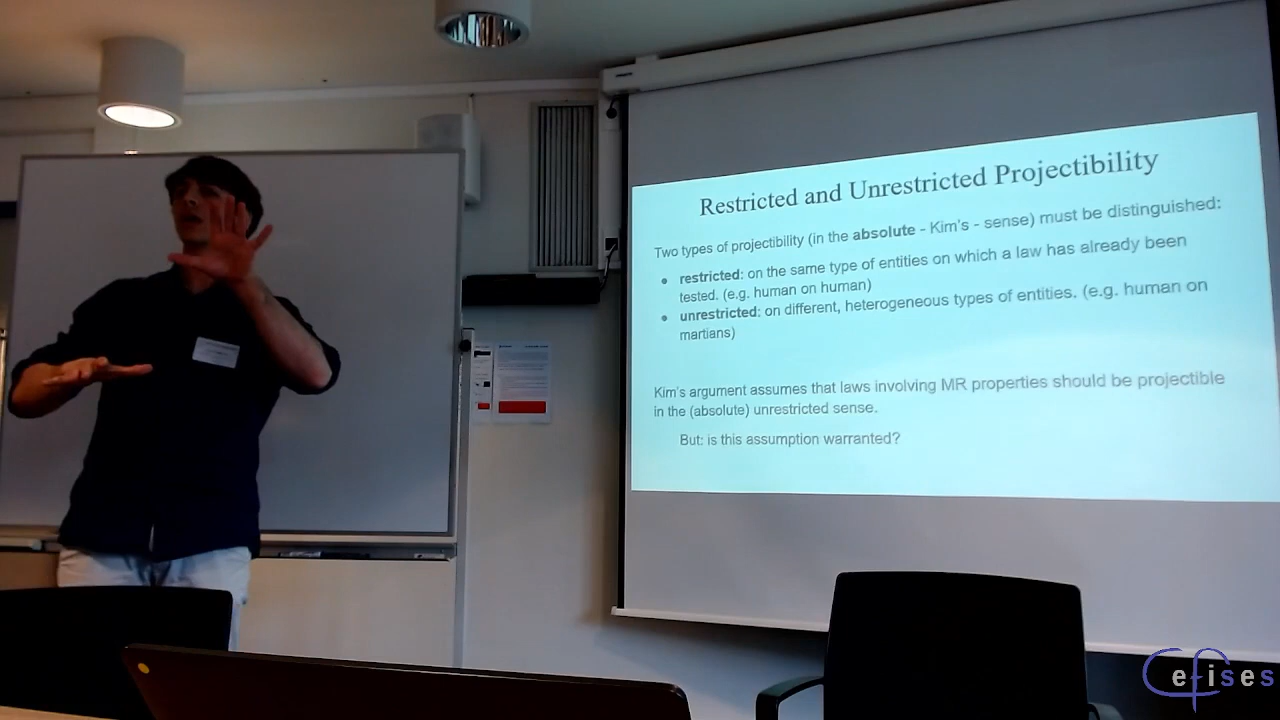 Restricted and Unrestricted Projectibility
Two types of projectibility (in the absolute - Kim's - sense) must be distinguished:
● restricted: on the same type of entities on which a law has already been
tested. (e.g. human on human)
● unrestricted: on different, heterogeneous types of entities. (e.g. human on
martians)
Kim's argument assumes that laws involving MR properties should be projectible
in the (absolute) unrestricted sense.
But: is this assumption warranted?
Cefises